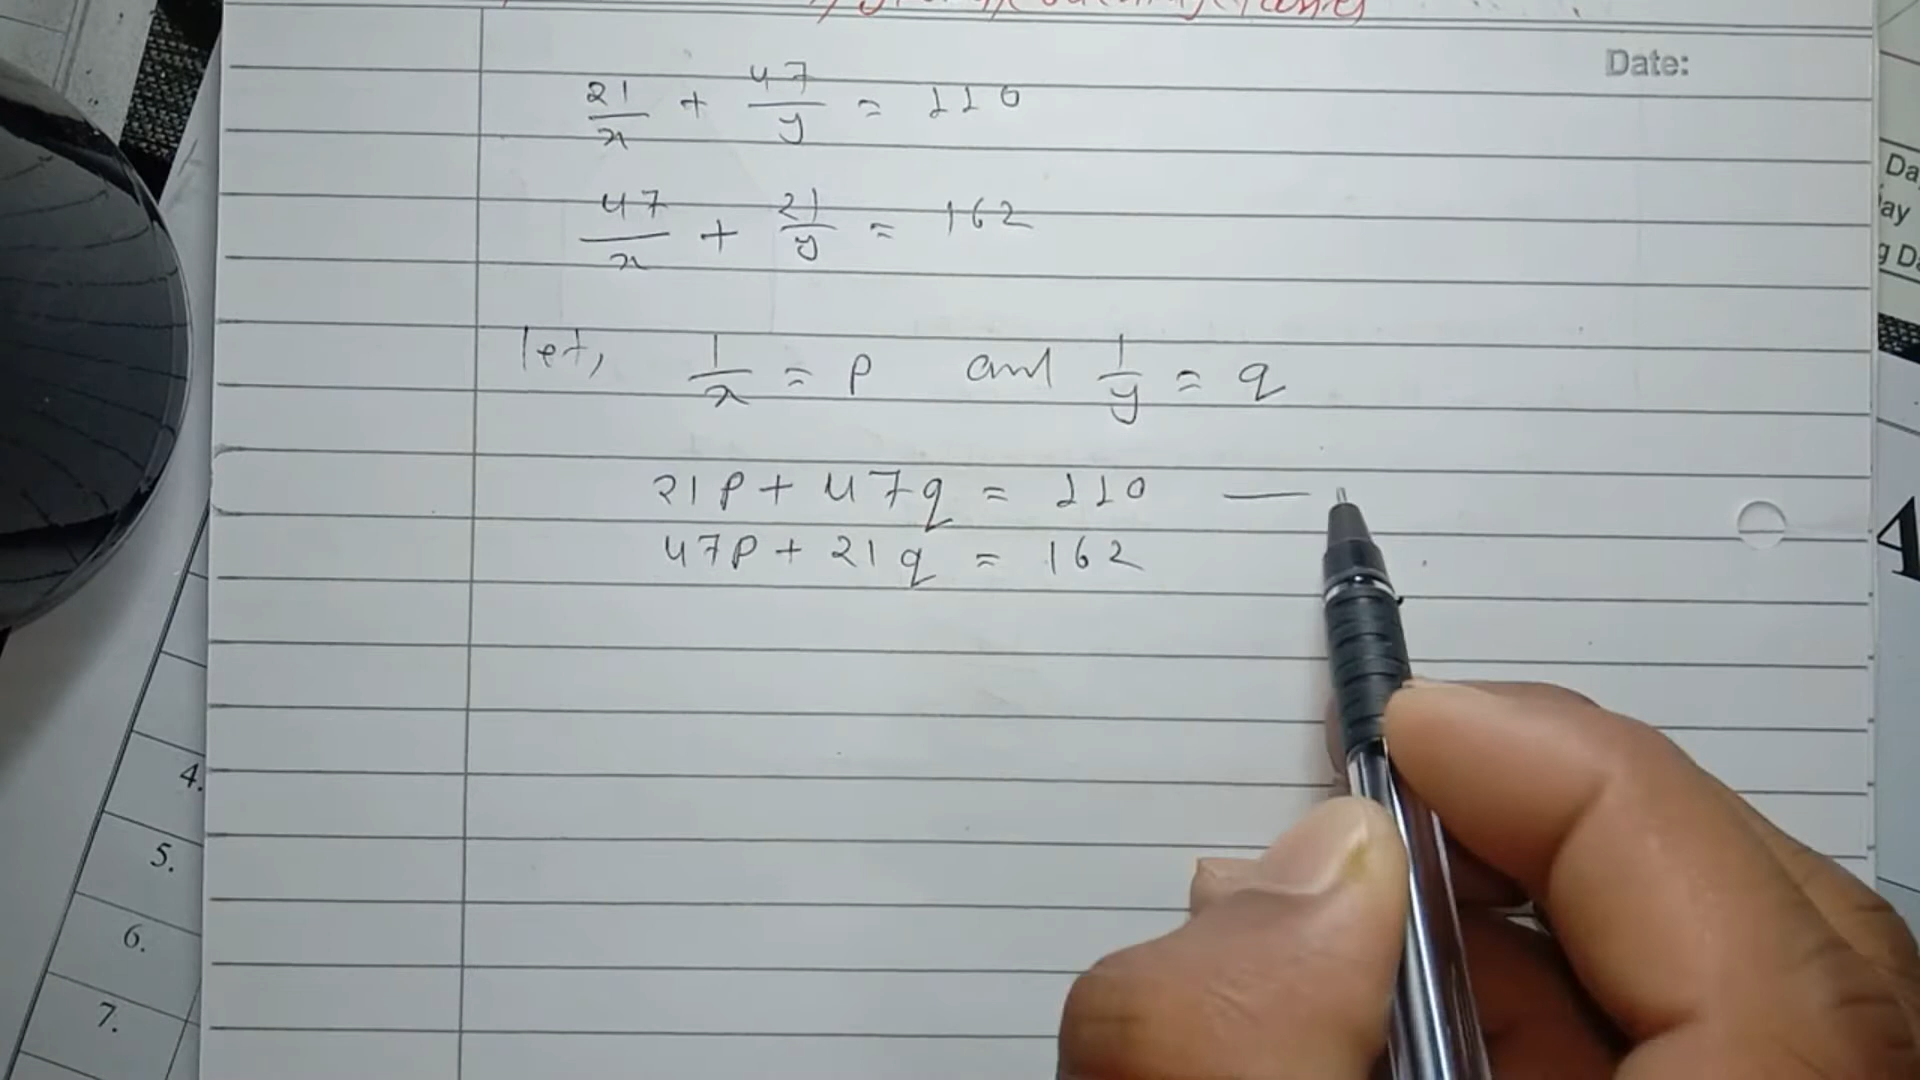 Date:
21/x + 47/y = 110
47/x + 21/y = 162
let, 1/x = p and 1/y = q
21p + 47q = 110 —
47p + 21q = 162
4.
5.
6.
7.
A